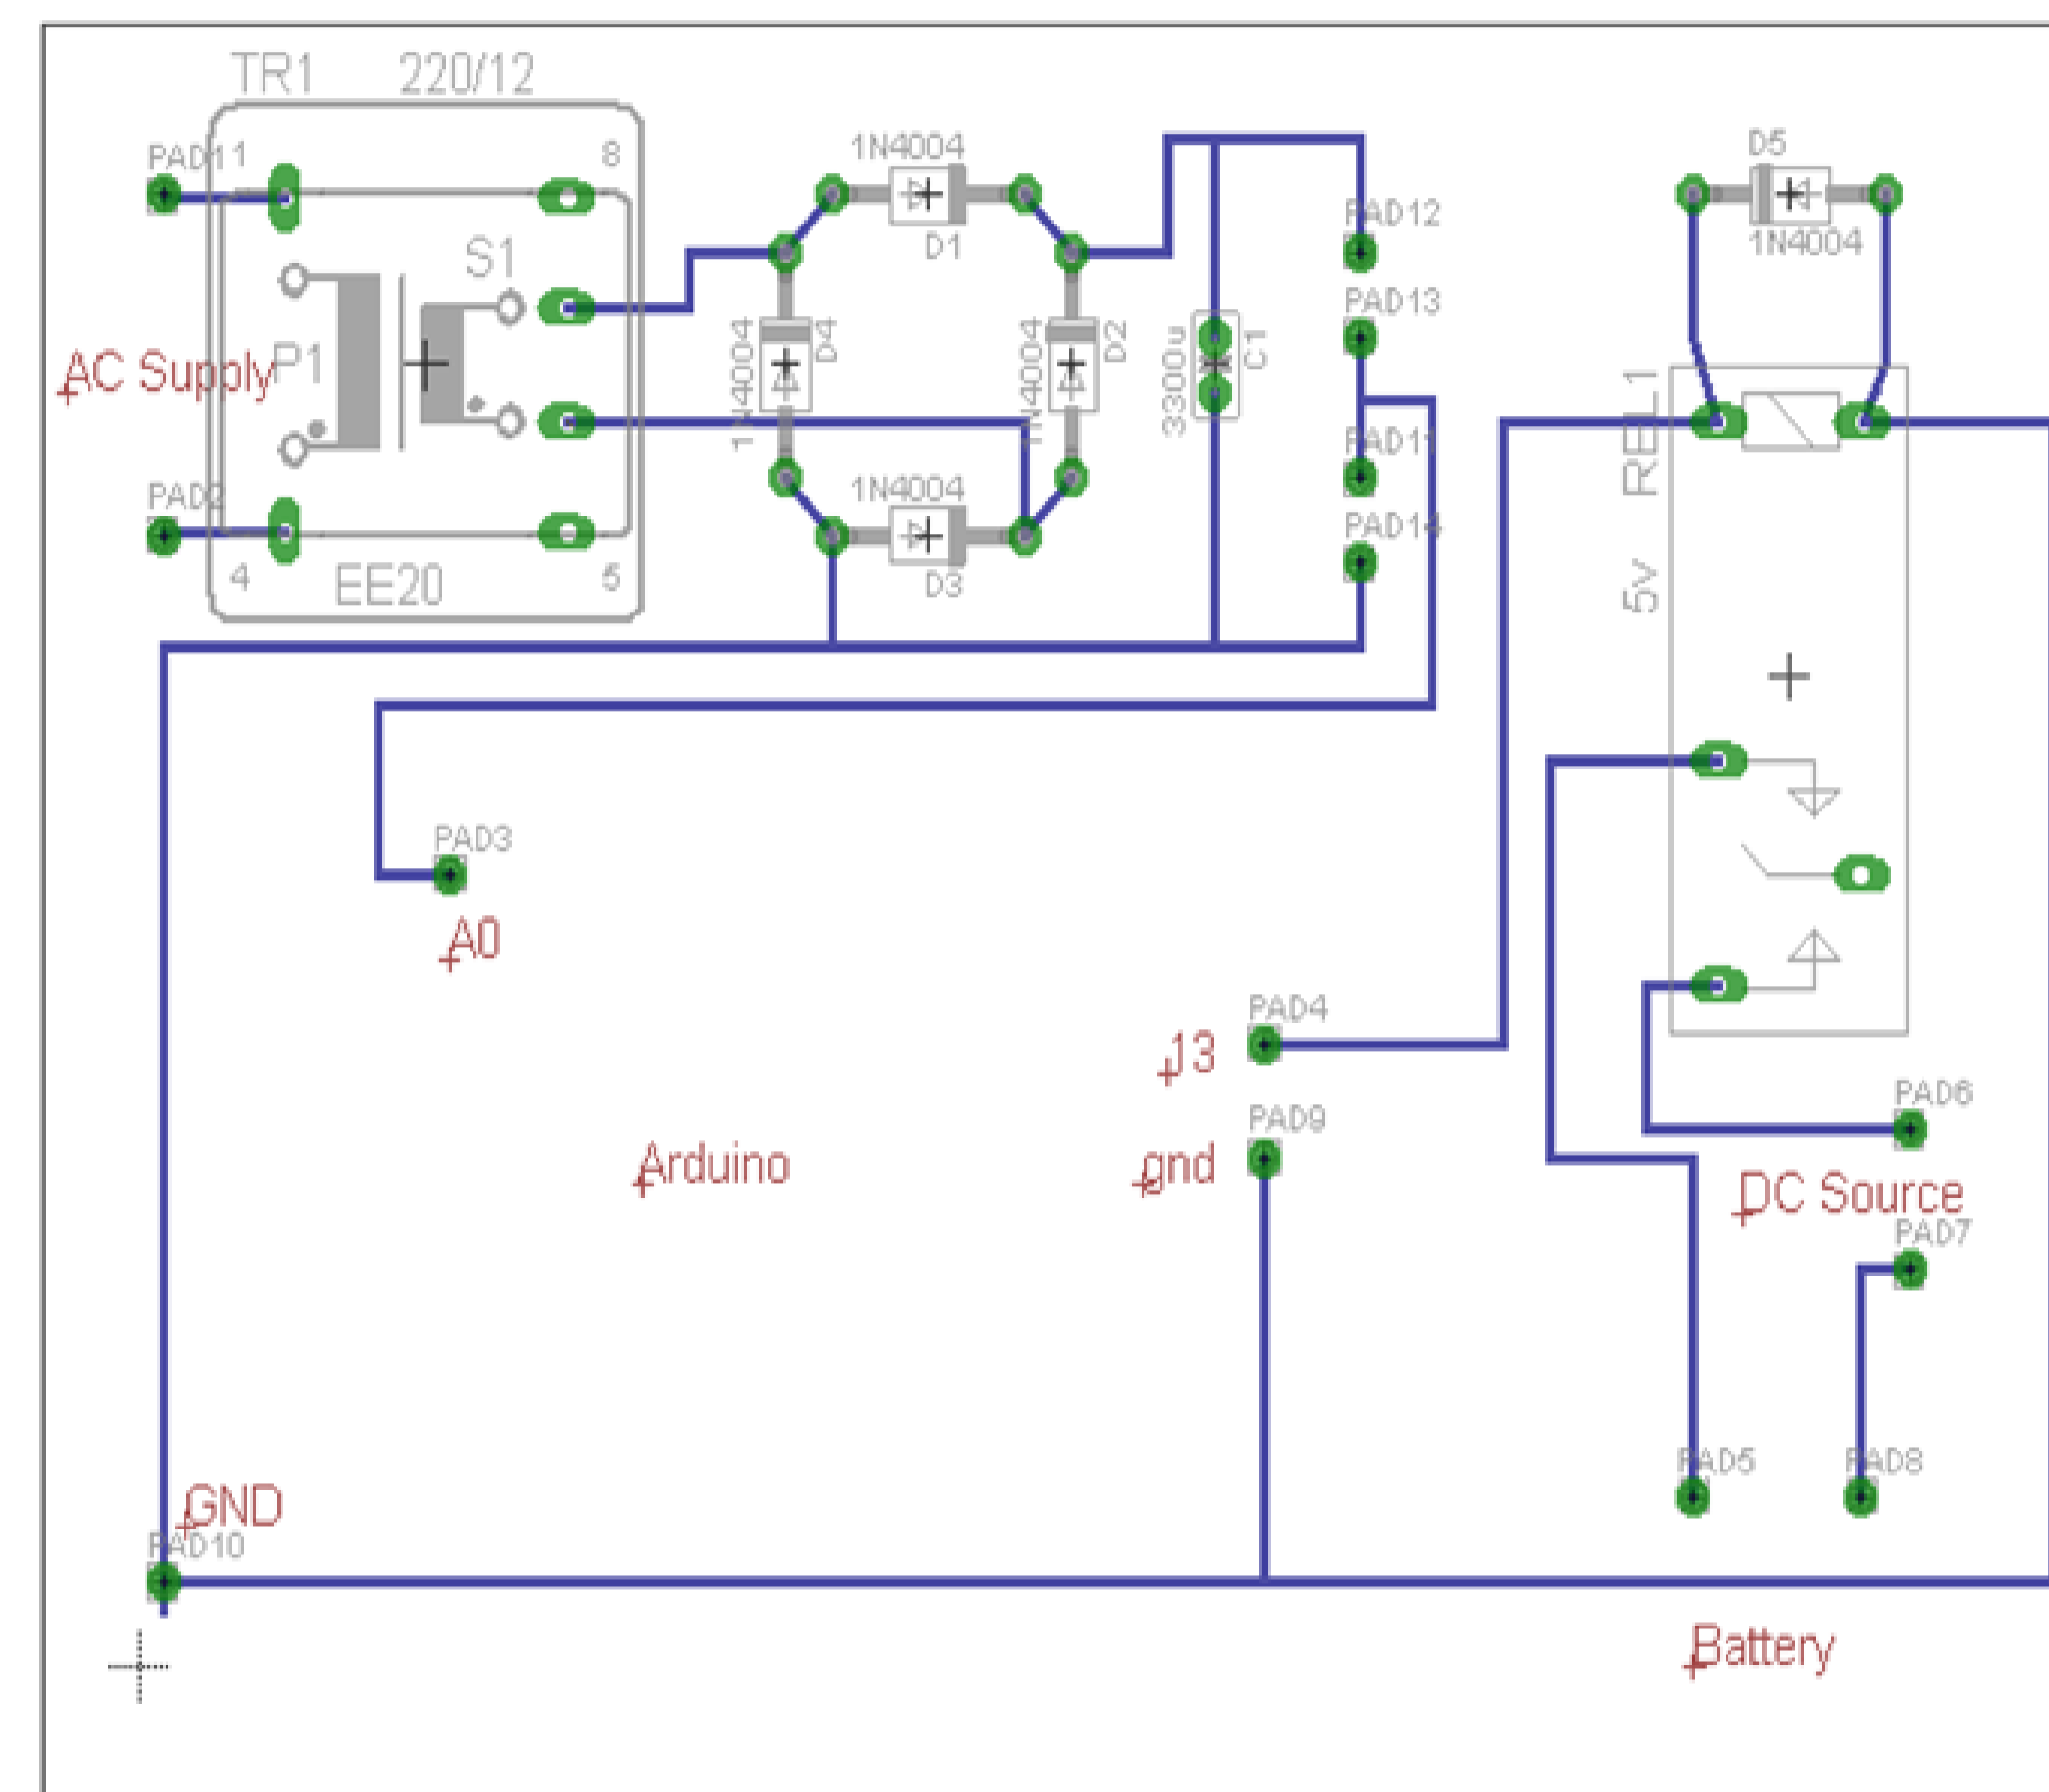 TR1 220/12
1N4004
D5
PAD1 1
8
PAD12
S1
D1
1N4004
PAD13
1N4004
D4
1N4004
D2
3300u
C1
AC Supply
P1
REL1
PAD11
PAD2
1N4004
PAD14
4
EE20
5
D3
5v
PAD3
A0
PAD4
13
PAD6
PAD9
Arduino
gnd
DC Source
PAD7
PAD5
PAD8
GND
PAD10
Battery